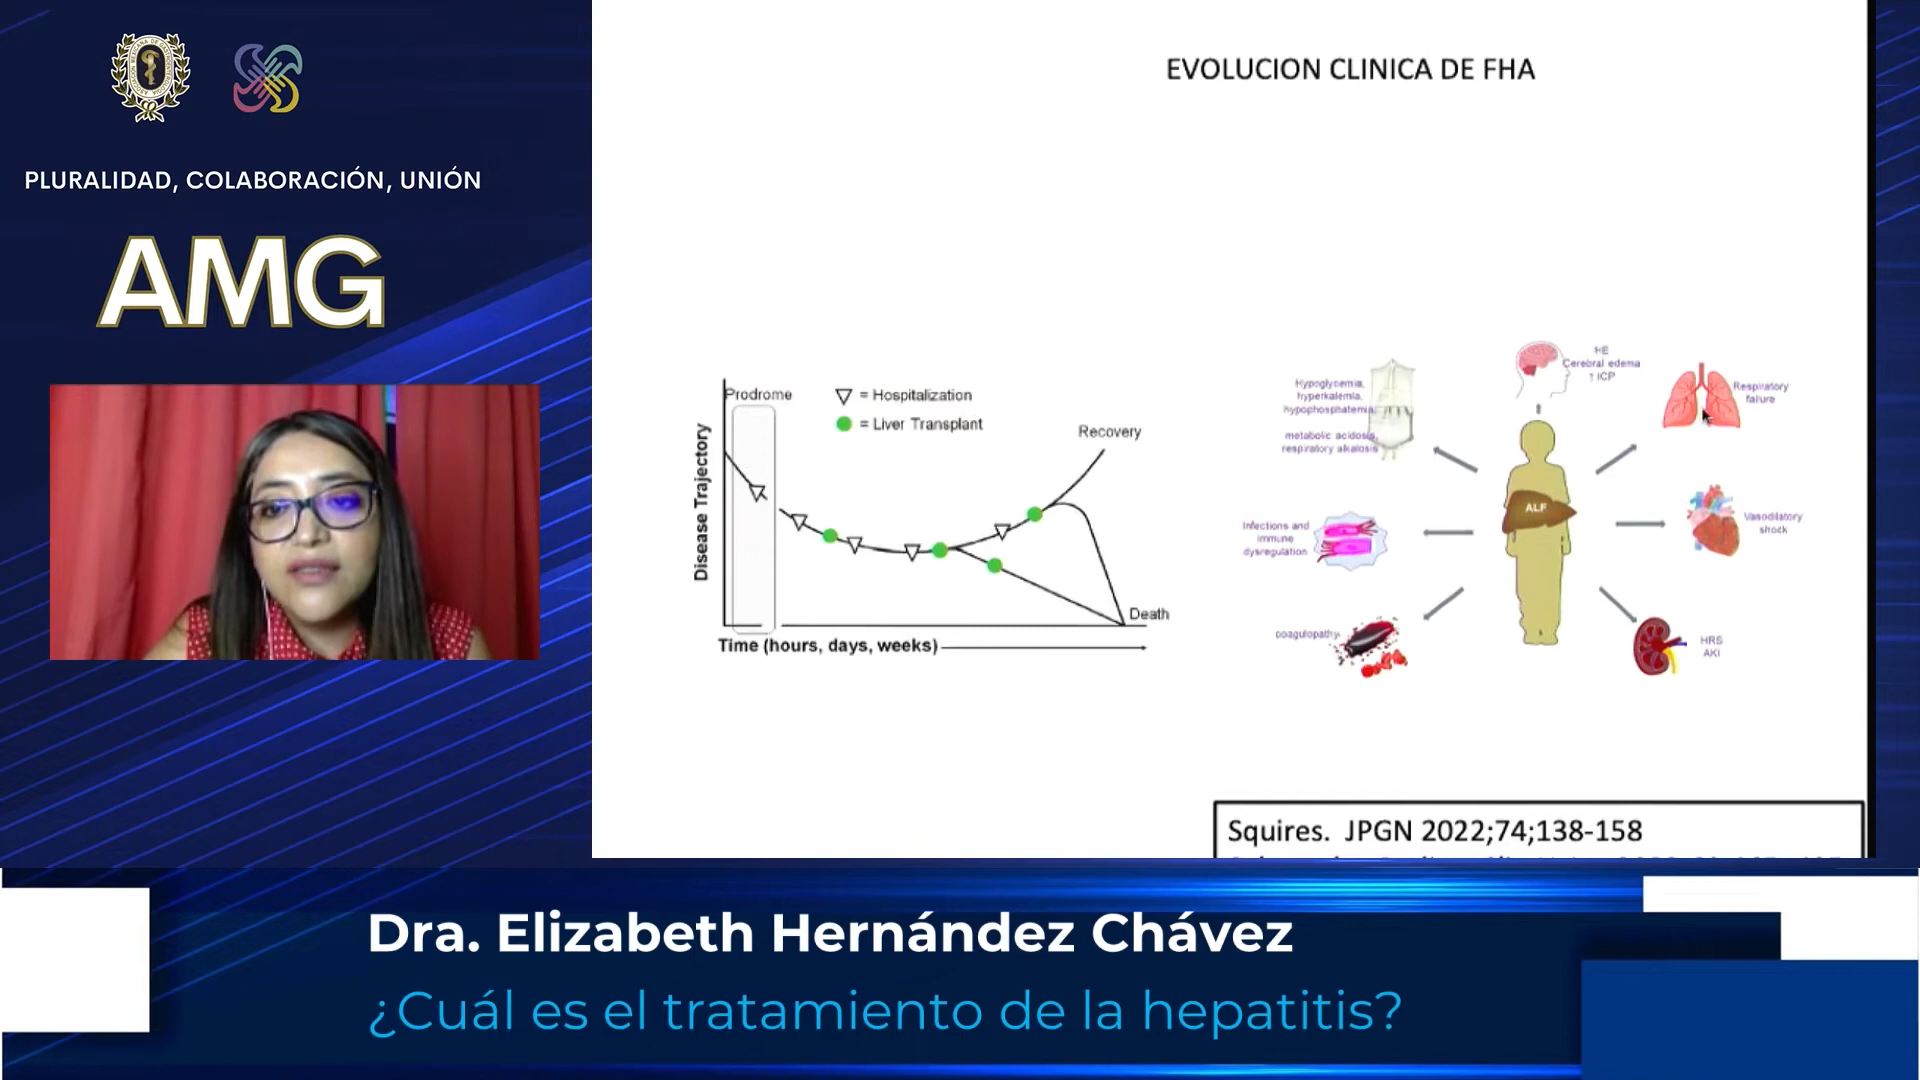 PLURALIDAD, COLABORACIÓN, UNIÓN
AMG
EVOLUCION CLINICA DE FHA
Prodrome
= Hospitalization
= Liver Transplant
Recovery
Disease Trajectory
Death
Time (hours, days, weeks)
HE
Cerebral edema
↑ ICP
Hypoglycemia,
hyperkalemia,
hypophosphatemia,
metabolic acidosis,
respiratory alkalosis
Respiratory
failure
ALF
Infections and
immune
dysregulation
Vasodilatory
shock
coagulopathy
HRS
AKI
Squires. JPGN 2022;74;138-158
Dra. Elizabeth Hernández Chávez
¿Cuál es el tratamiento de la hepatitis?